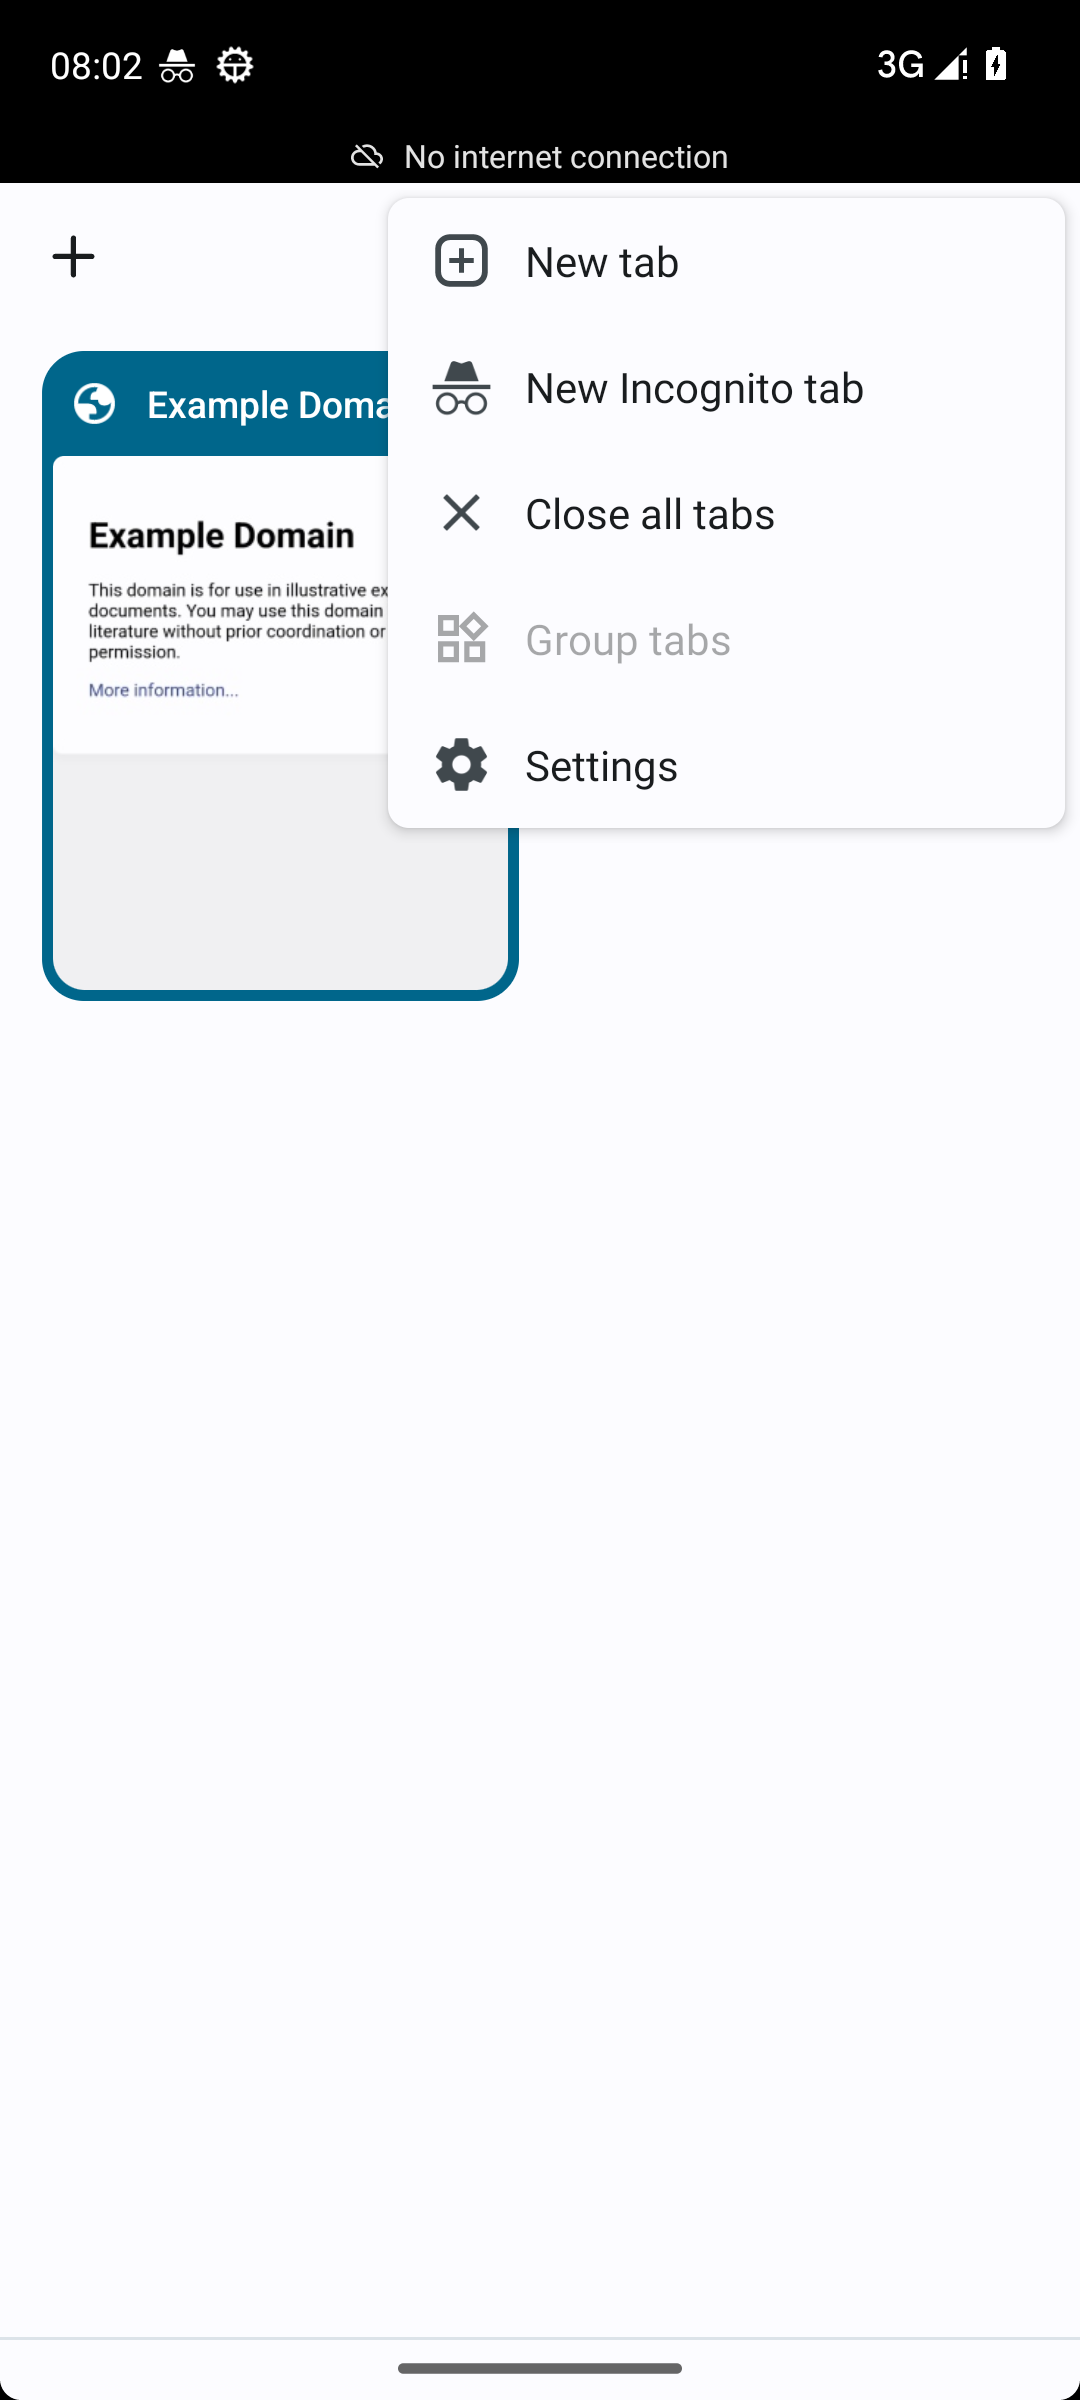 08:02
3G
No internet connection
New tab
New Incognito tab
Close all tabs
Group tabs
Settings
Example Doma
Example Domain
This domain is for use in illustrative ex
documents. You may use this domain
literature without prior coordination or
permission.
More information...